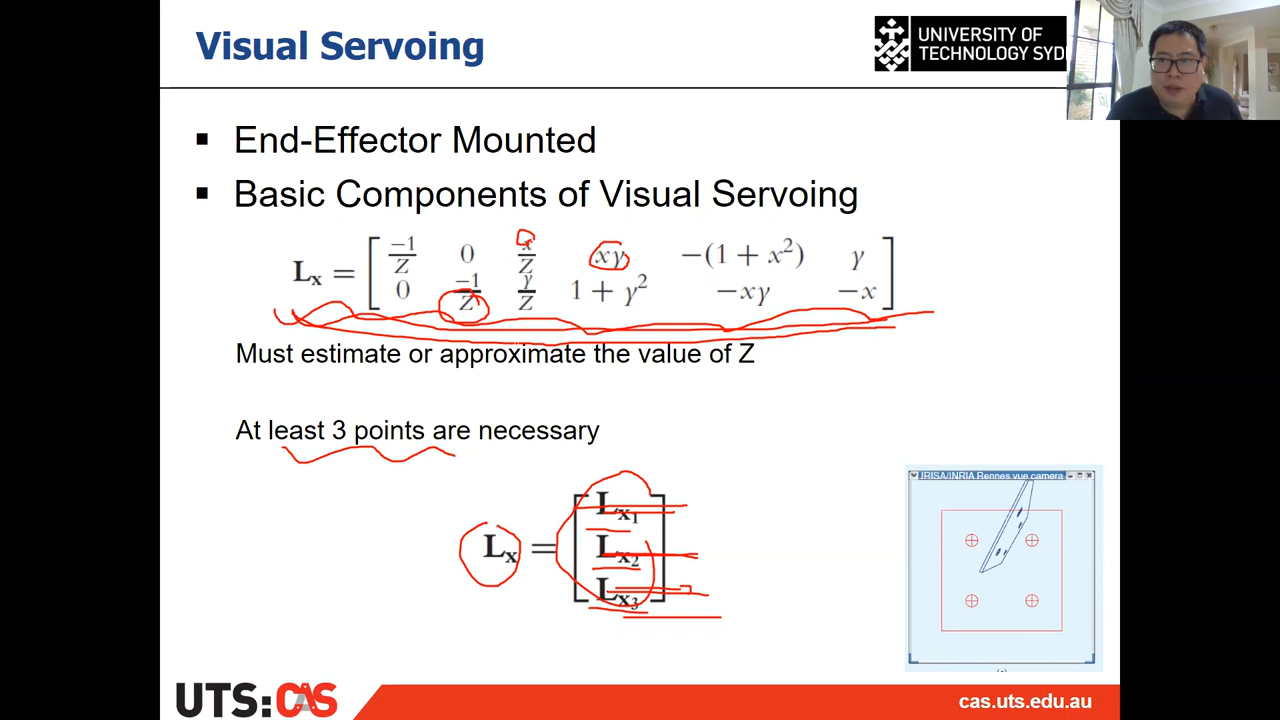 Visual Servoing
UNIVERSITY OF
TECHNOLOGY SYD
▪ End-Effector Mounted
▪ Basic Components of Visual Servoing
L_x = [ -1/Z 0 x/Z xy -(1 + x²) y
0 -1/Z y/Z 1 + y² -xy -x ]
Must estimate or approximate the value of Z
At least 3 points are necessary
L_x = [ L_x1
L_x2
L_x3 ]
IRISA/INRIA Rennes vue camera
UTS:CAS
cas.uts.edu.au